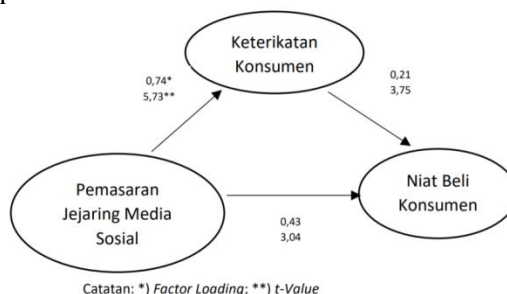 Keterikatan
Konsumen
0,74*
5,73**
0,21
3,75
Pemasaran
Jejaring Media
Sosial
Niat Beli
Konsumen
0,43
3,04
Catatan: *) Factor Loading; **) t-Value